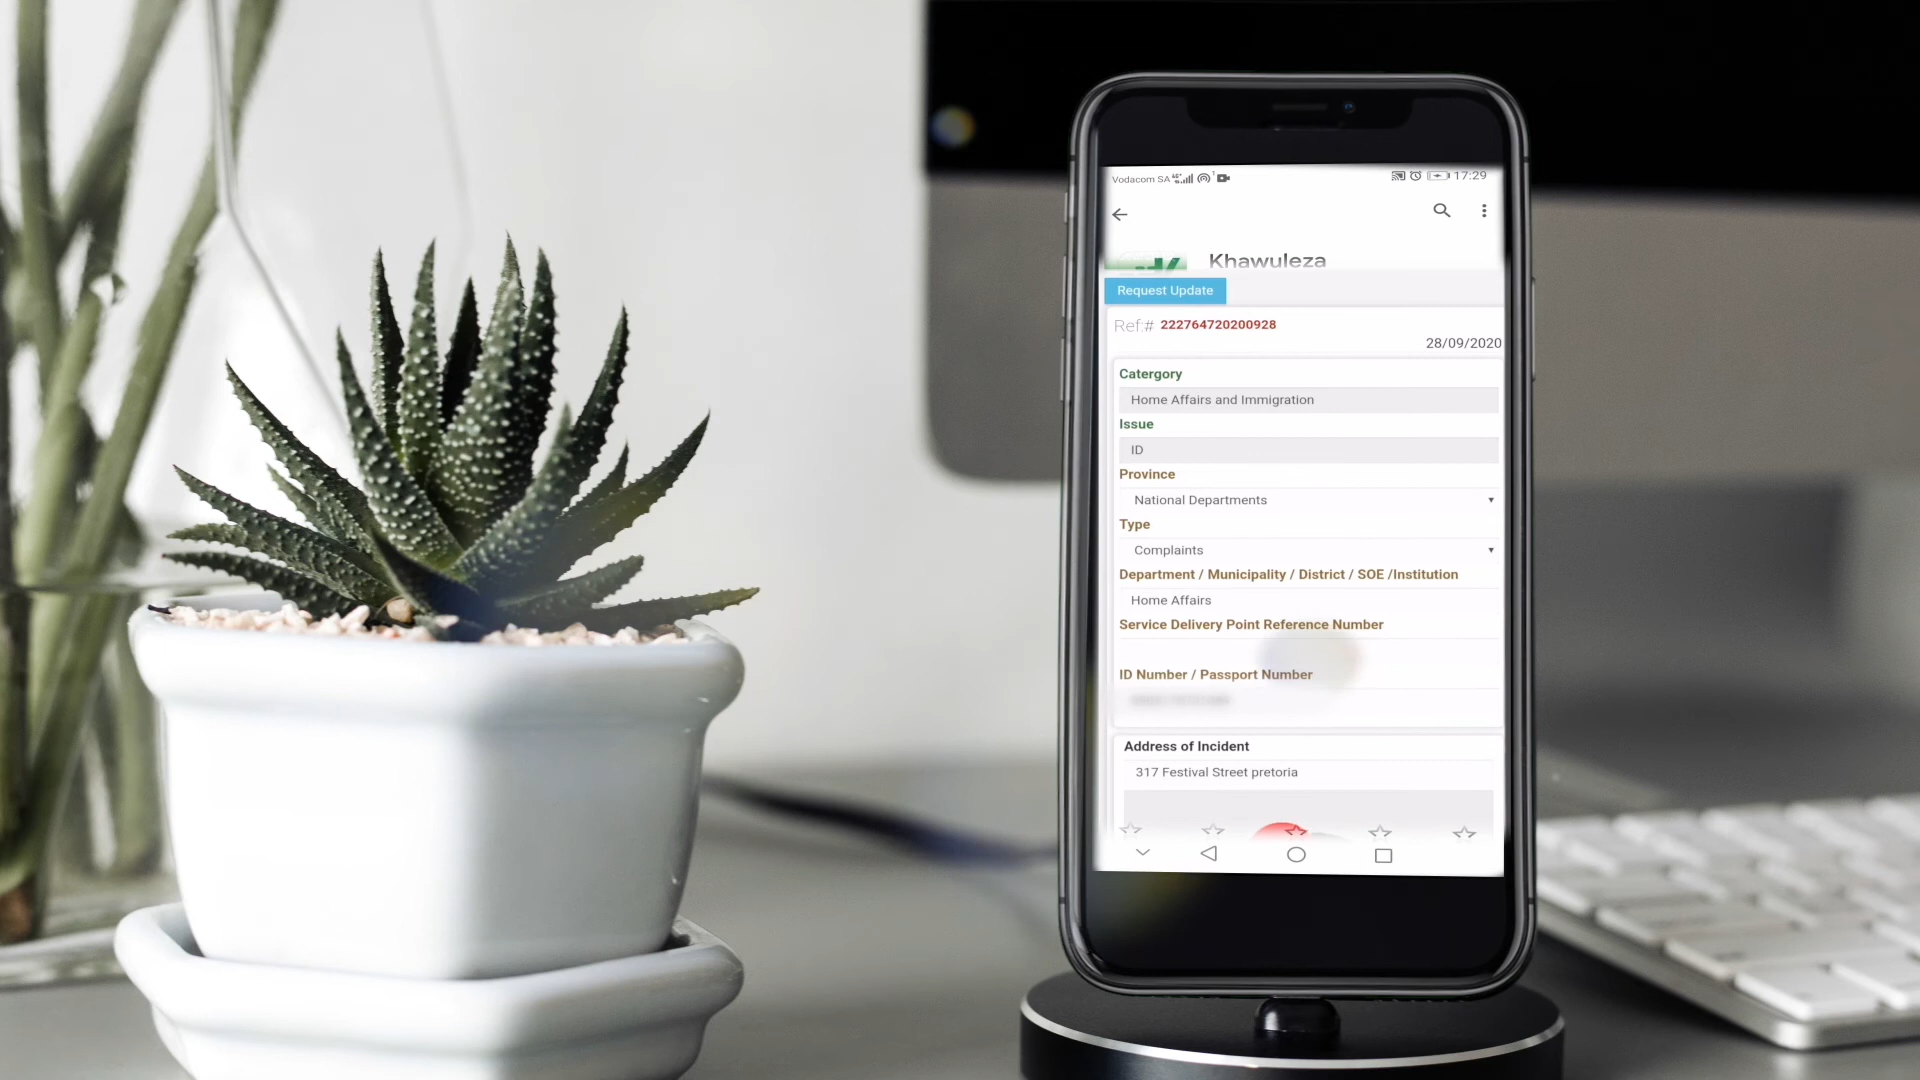 Vodacom SA 17:29
Khawuleza
Request Update
Ref:# 222764720200928
28/09/2020
Catergory
Home Affairs and Immigration
Issue
ID
Province
National Departments
Type
Complaints
Department / Municipality / District / SOE /Institution
Home Affairs
Service Delivery Point Reference Number
ID Number / Passport Number
Address of Incident
317 Festival Street pretoria